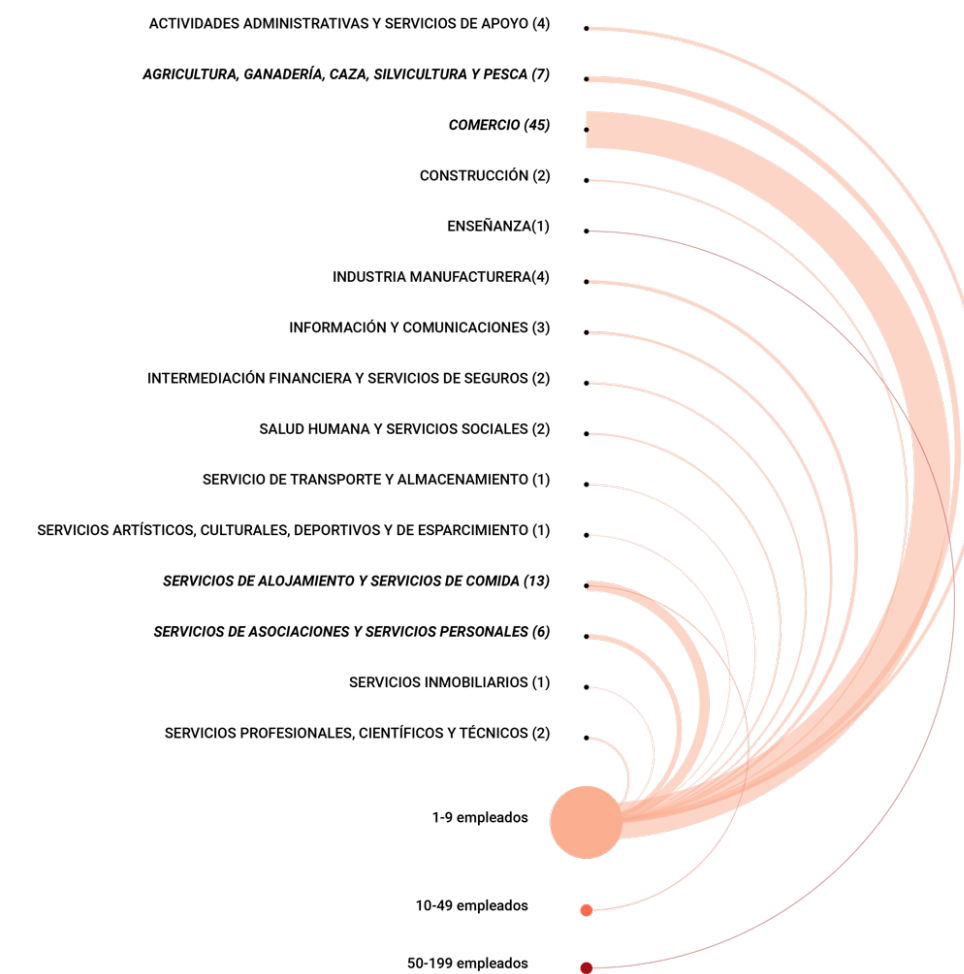 ACTIVIDADES ADMINISTRATIVAS Y SERVICIOS DE APOYO (4)
AGRICULTURA, GANADERÍA, CAZA, SILVICULTURA Y PESCA (7)
COMERCIO (45)
CONSTRUCCIÓN (2)
ENSEÑANZA(1)
INDUSTRIA MANUFACTURERA(4)
INFORMACIÓN Y COMUNICACIONES (3)
INTERMEDIACIÓN FINANCIERA Y SERVICIOS DE SEGUROS (2)
SALUD HUMANA Y SERVICIOS SOCIALES (2)
SERVICIO DE TRANSPORTE Y ALMACENAMIENTO (1)
SERVICIOS ARTÍSTICOS, CULTURALES, DEPORTIVOS Y DE ESPARCIMIENTO (1)
SERVICIOS DE ALOJAMIENTO Y SERVICIOS DE COMIDA (13)
SERVICIOS DE ASOCIACIONES Y SERVICIOS PERSONALES (6)
SERVICIOS INMOBILIARIOS (1)
SERVICIOS PROFESIONALES, CIENTÍFICOS Y TÉCNICOS (2)
1-9 empleados
10-49 empleados
50-199 empleados